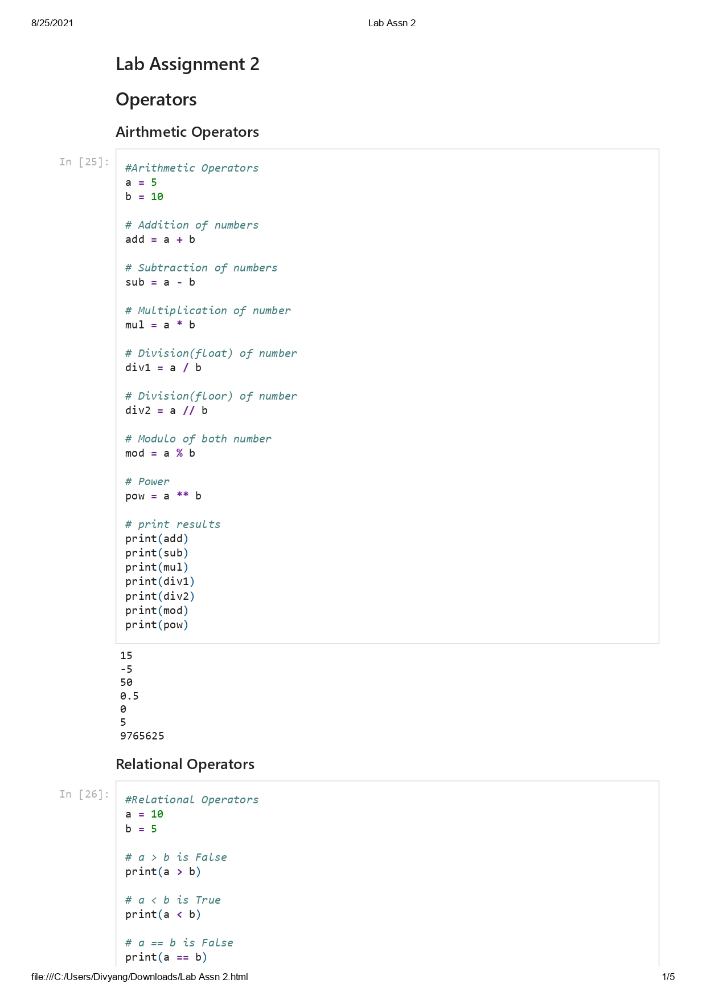 8/25/2021 Lab Assn 2
Lab Assignment 2
Operators
Airthmetic Operators
In [25]:
#Arithmetic Operators
a = 5
b = 10
# Addition of numbers
add = a + b
# Subtraction of numbers
sub = a - b
# Multiplication of number
mul = a * b
# Division(float) of number
div1 = a / b
# Division(floor) of number
div2 = a // b
# Modulo of both number
mod = a % b
# Power
pow = a ** b
# print results
print(add)
print(sub)
print(mul)
print(div1)
print(div2)
print(mod)
print(pow)
15
-5
50
0.5
0
5
9765625
Relational Operators
In [26]:
#Relational Operators
a = 10
b = 5
# a > b is False
print(a > b)
# a < b is True
print(a < b)
# a == b is False
print(a == b)
file:///C:/Users/Divyang/Downloads/Lab Assn 2.html 1/5